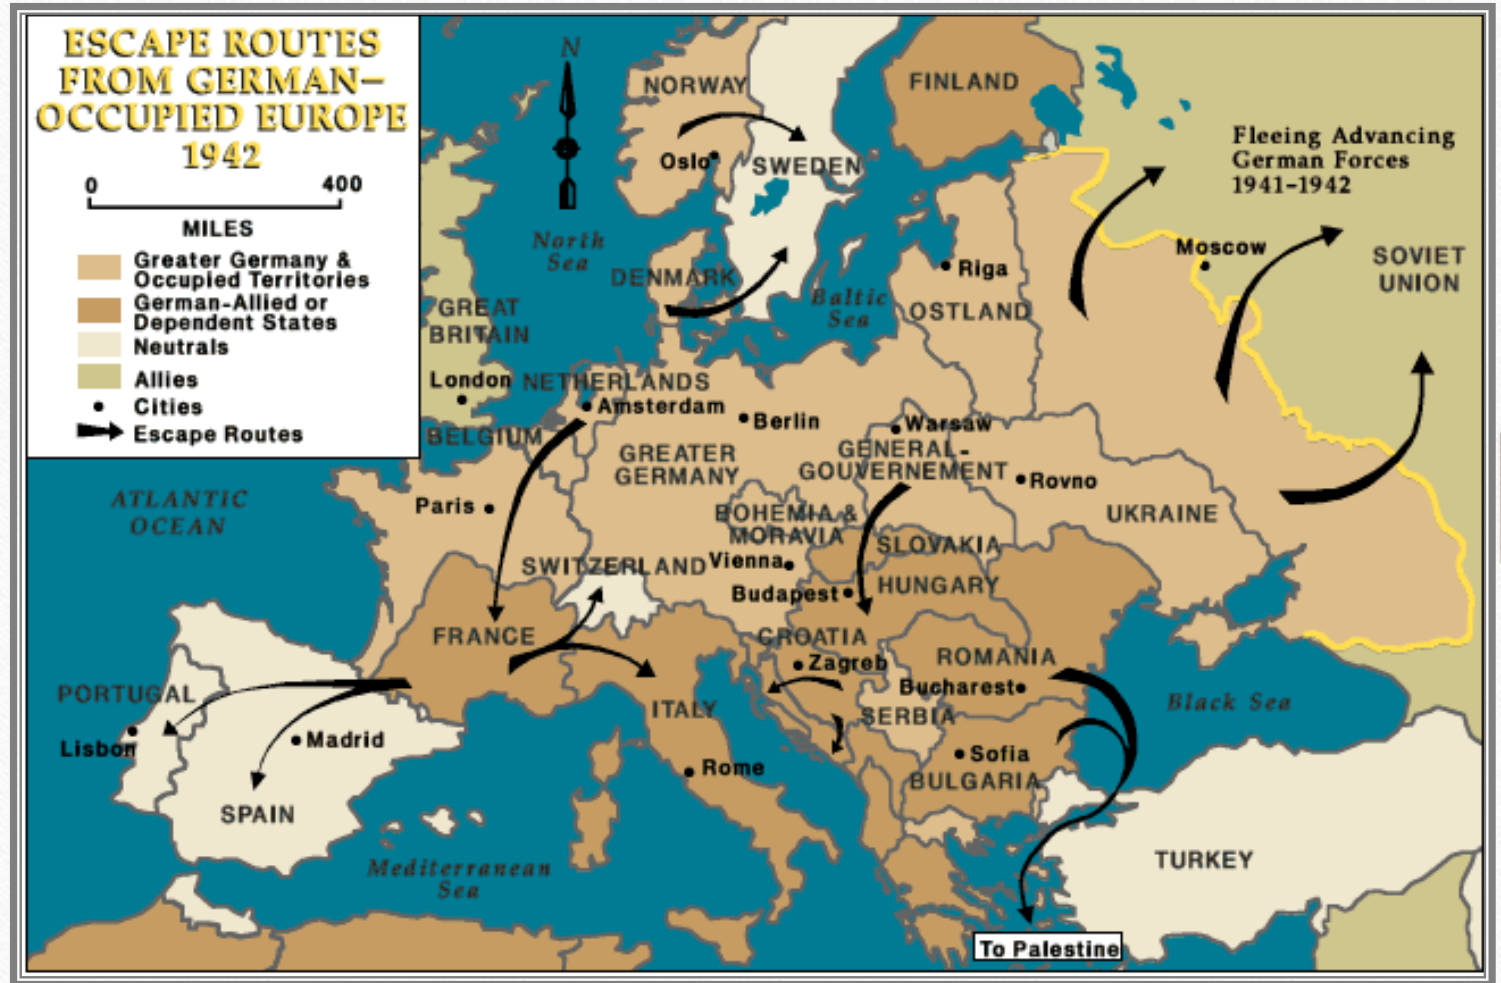 ESCAPE ROUTES
FROM GERMAN–
OCCUPIED EUROPE
1942
0 400
MILES
Greater Germany &
Occupied Territories
German-Allied or
Dependent States
Neutrals
Allies
Cities
Escape Routes
N
NORWAY
Oslo
SWEDEN
FINLAND
Fleeing Advancing
German Forces
1941-1942
North
Sea
DENMARK
Baltic
Sea
Riga
OSTLAND
Moscow
SOVIET
UNION
GREAT
BRITAIN
London
NETHERLANDS
Amsterdam
BELGIUM
Berlin
GREATER
GERMANY
Warsaw
GENERAL-
GOUVERNEMENT
Rovno
UKRAINE
ATLANTIC
OCEAN
Paris
BOHEMIA &
MORAVIA
SLOVAKIA
SWITZERLAND
Vienna
Budapest
HUNGARY
FRANCE
CROATIA
Zagreb
ROMANIA
Bucharest
PORTUGAL
Lisbon
Madrid
SPAIN
ITALY
Rome
SERBIA
Sofia
BULGARIA
Black Sea
Mediterranean
Sea
TURKEY
To Palestine